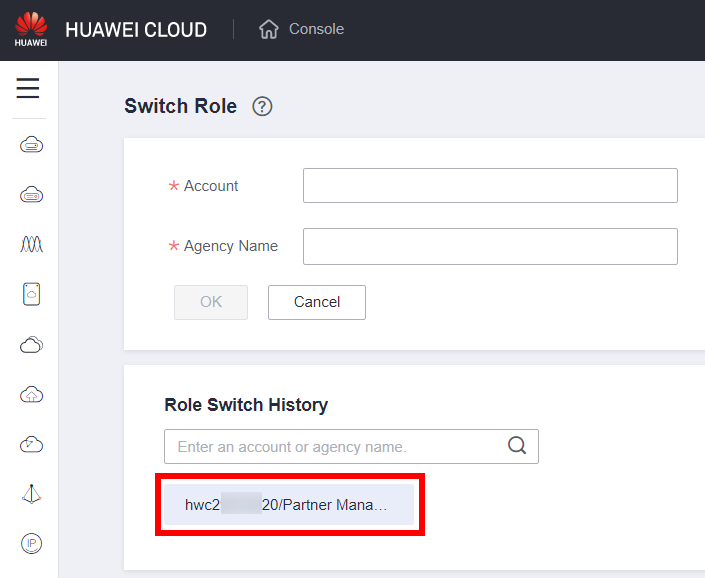 HUAWEI
HUAWEI CLOUD
Console
Switch Role ?
* Account
* Agency Name
OK
Cancel
Role Switch History
Enter an account or agency name.
hwc2 20/Partner Mana...
IP